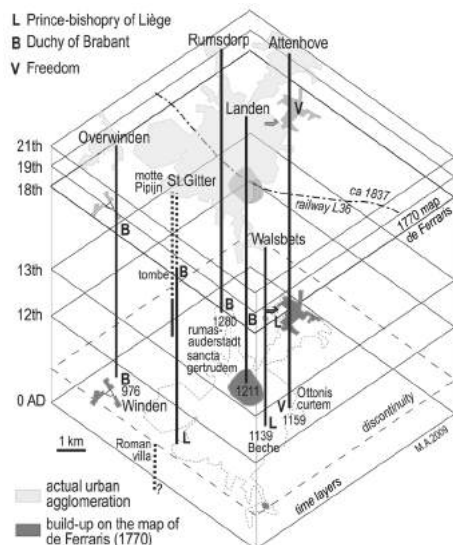 L Prince-bishopry of Liège
B Duchy of Brabant
V Freedom
Rumsdorp
Attenhove
Landen
V
Overwinden
21th
19th
18th
motte
Pipijn
St.Gitter
ca 1837
railway L36
1770 map
de Ferraris
Walsbets
B
B
13th
tombe
12th
B
1280
B
L
rumas-
auderstadt
sancta
gertrudem
0 AD
B
976
Winden
1211
V
Ottonis
curtem
1159
L
1139
Beche
discontinuity
M.A.2009
1 km
Roman
villa
?
L
time layers
actual urban
agglomeration
build-up on the map of
de Ferraris (1770)